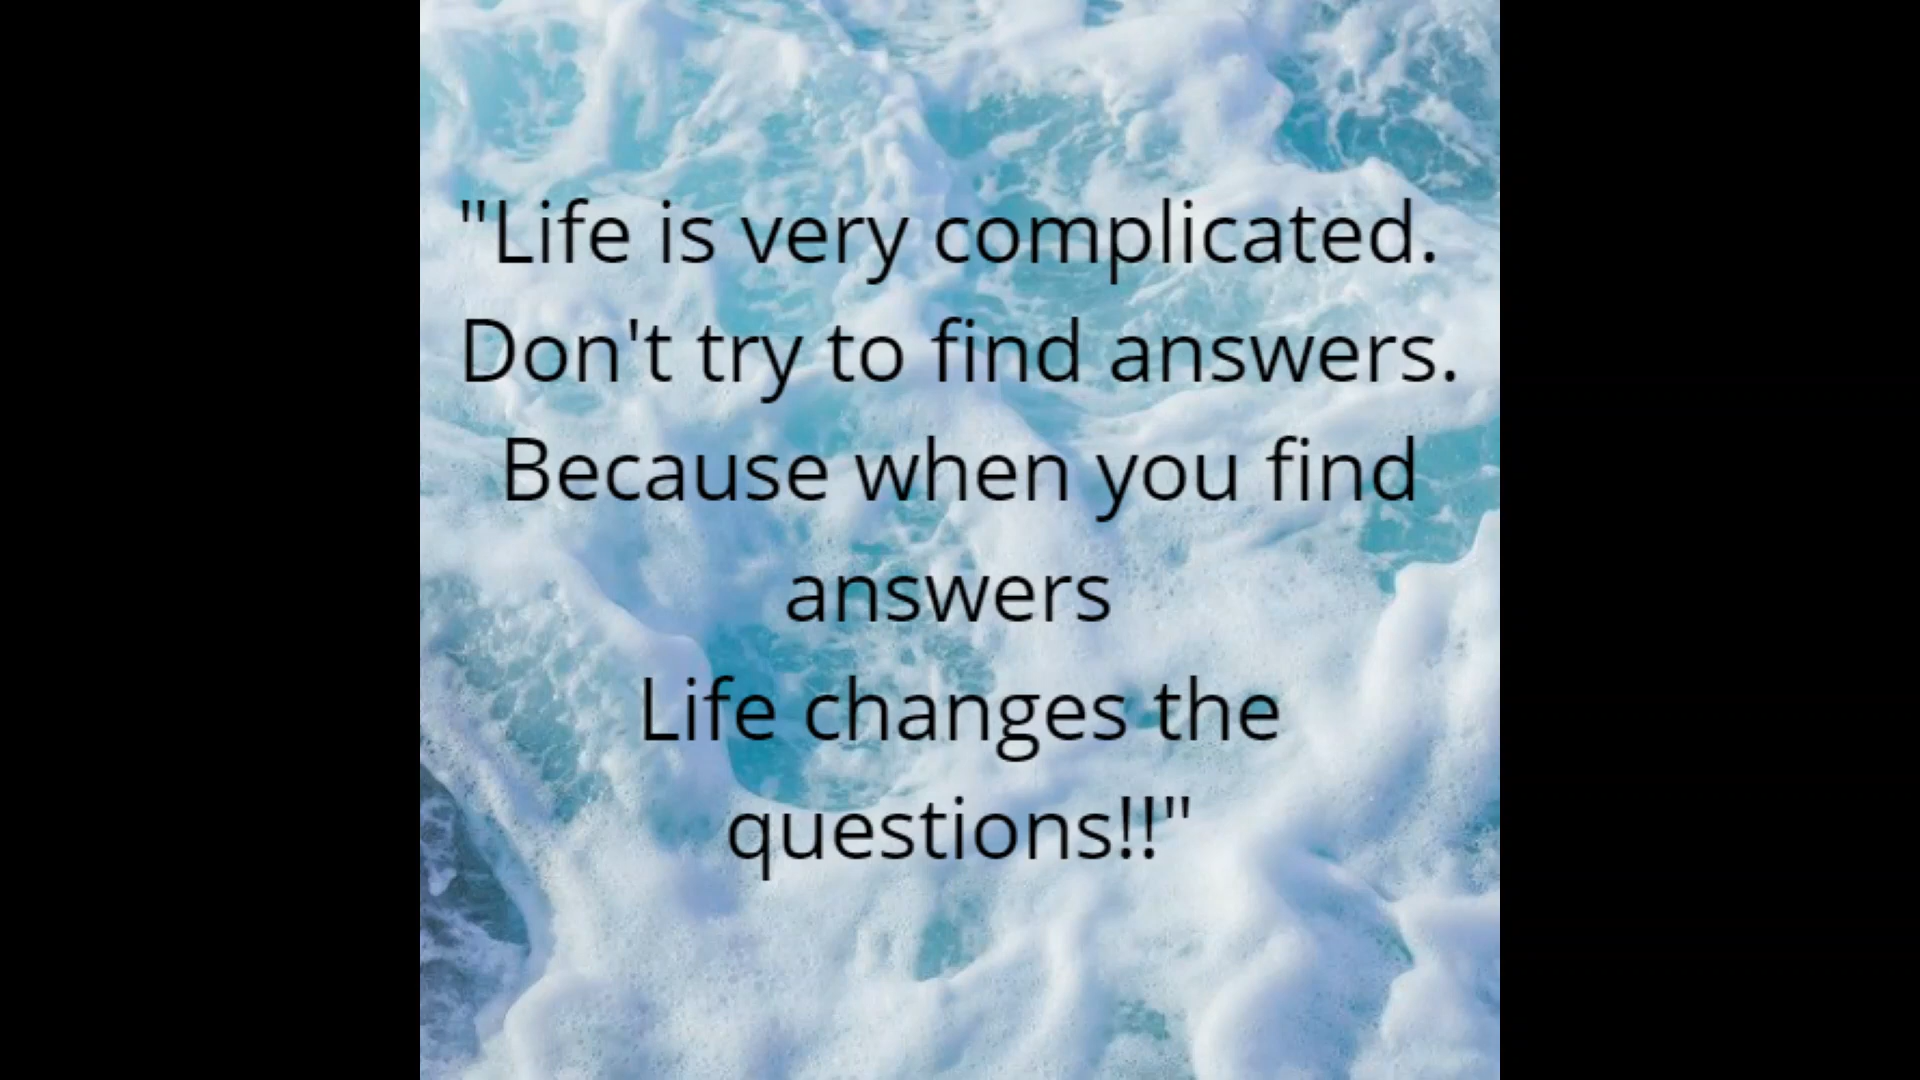 "Life is very complicated.
Don't try to find answers.
Because when you find
answers
Life changes the
questions!!"